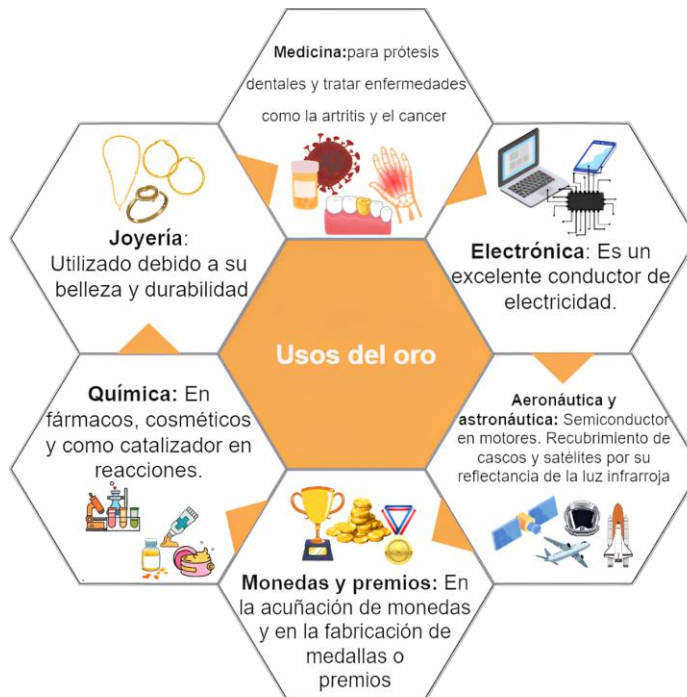 Medicina:para prótesis
dentales y tratar enfermedades
como la artritis y el cancer
Joyería:
Utilizado debido a su
belleza y durabilidad
Electrónica: Es un
excelente conductor de
electricidad.
Usos del oro
Química: En
fármacos, cosméticos
y como catalizador en
reacciones.
Aeronáutica y
astronáutica: Semiconductor
en motores. Recubrimiento de
cascos y satélites por su
reflectancia de la luz infrarroja
Monedas y premios: En
la acuñación de monedas
y en la fabricación de
medallas o
premios